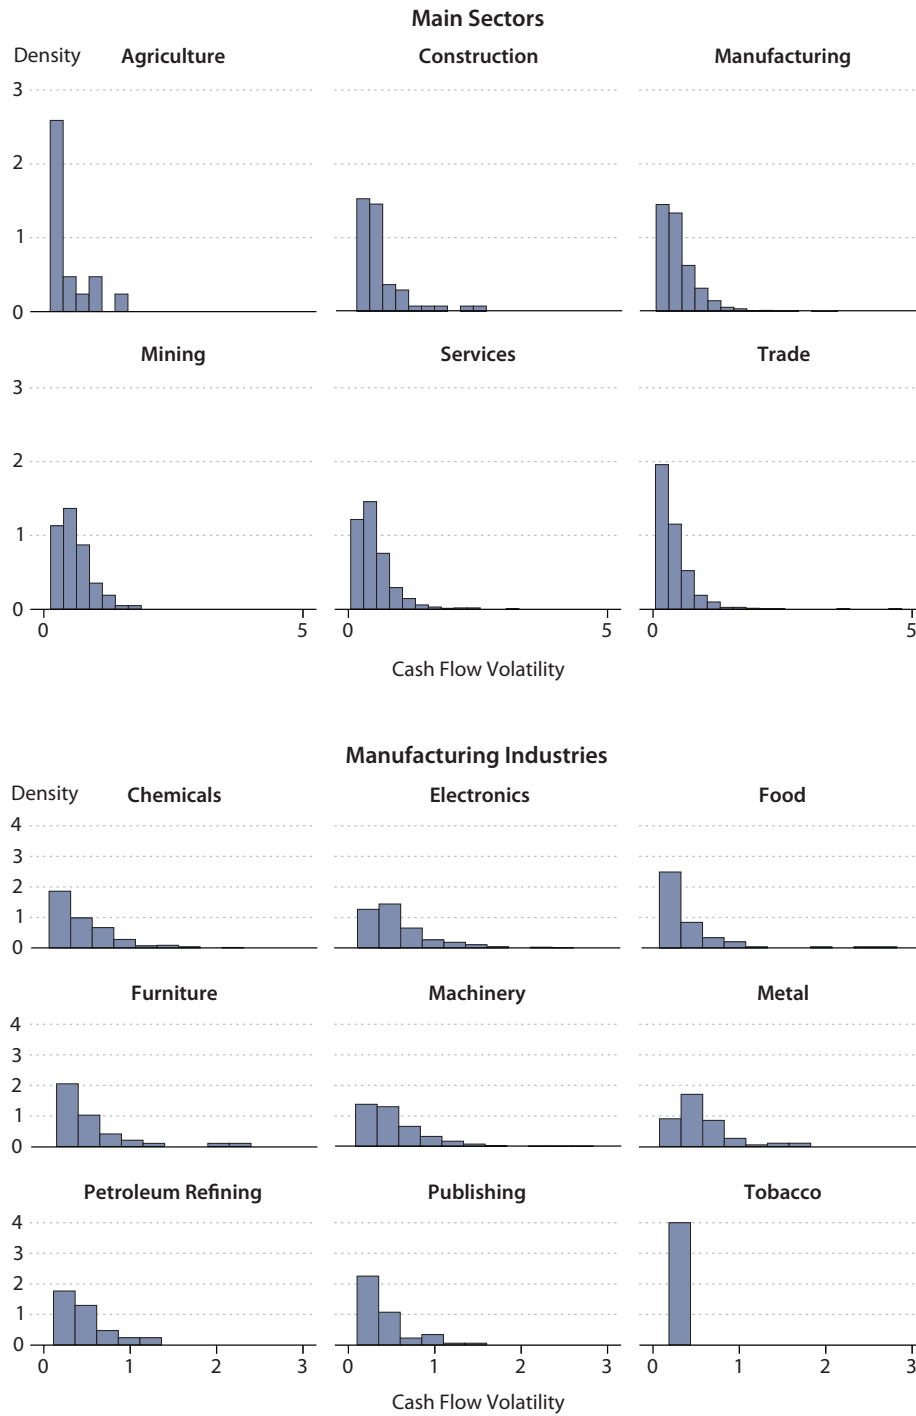 Main Sectors
Density Agriculture Construction Manufacturing
3
2
1
0
Mining Services Trade
3
2
1
0
0 5 0 5 0 5
Cash Flow Volatility
Manufacturing Industries
Density Chemicals Electronics Food
4
3
2
1
0
Furniture Machinery Metal
4
3
2
1
0
Petroleum Refining Publishing Tobacco
4
3
2
1
0
0 1 2 3 0 1 2 3 0 1 2 3
Cash Flow Volatility